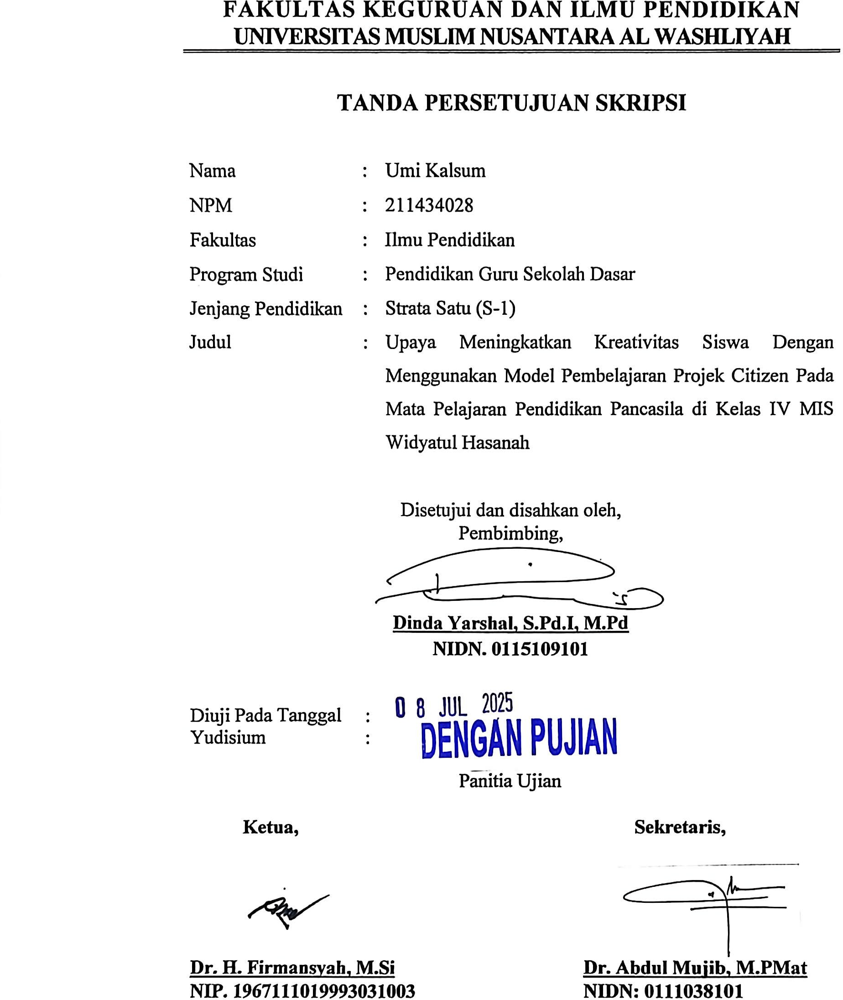 FAKULTAS KEGURUAN DAN ILMU PENDIDIKAN
UNIVERSITAS MUSLIM NUSANTARA AL WASHLIYAH
TANDA PERSETUJUAN SKRIPSI
Nama : Umi Kalsum
NPM : 211434028
Fakultas : Ilmu Pendidikan
Program Studi : Pendidikan Guru Sekolah Dasar
Jenjang Pendidikan : Strata Satu (S-1)
Judul : Upaya Meningkatkan Kreativitas Siswa Dengan
Menggunakan Model Pembelajaran Projek Citizen Pada
Mata Pelajaran Pendidikan Pancasila di Kelas IV MIS
Widyatul Hasanah
Disetujui dan disahkan oleh,
Pembimbing,
Dinda Yarshal, S.Pd.I, M.Pd
NIDN. 0115109101
Diuji Pada Tanggal : 08 JUL 2025
Yudisium : DENGAN PUJIAN
Panitia Ujian
Ketua, Sekretaris,
Dr. H. Firmansyah, M.Si Dr. Abdul Mujib, M.PMat
NIP. 1967111019993031003 NIDN: 0111038101